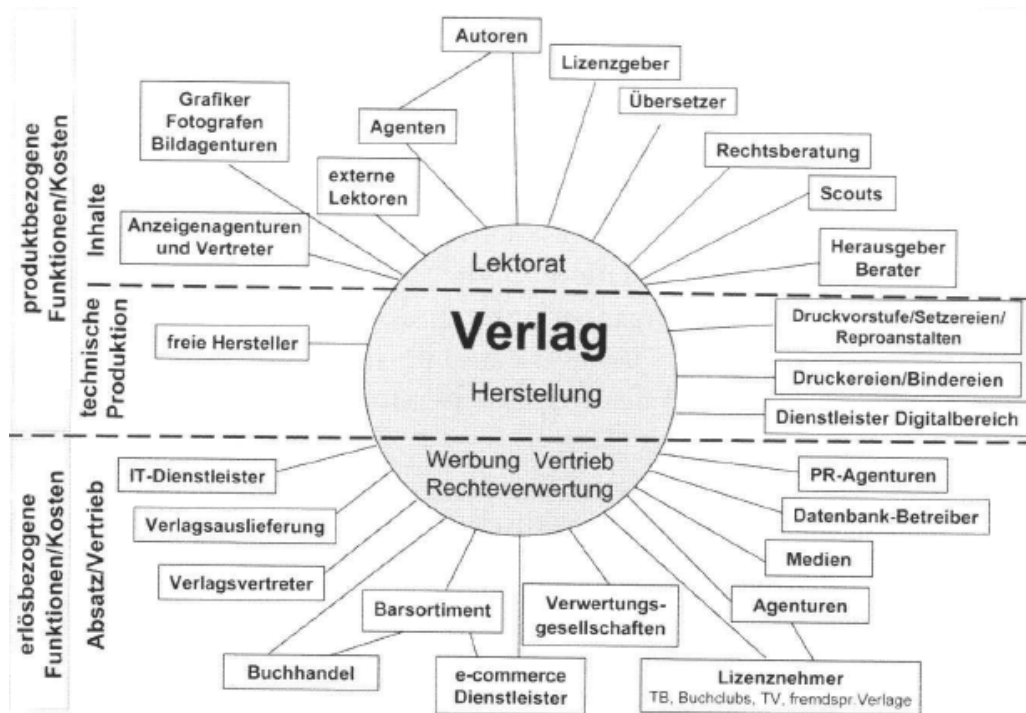 Autoren
Lizenzgeber
Grafiker
Fotografen
Bildagenturen
Übersetzer
Agenten
Rechtsberatung
externe
Lektoren
Scouts
Anzeigenagenturen
und Vertreter
Herausgeber
Berater
produktbezogene
Funktionen/Kosten
Inhalte
Lektorat
technische
Produktion
freie Hersteller
Verlag
Herstellung
Druckvorstufe/Setzereien/
Reproanstalten
Druckereien/Bindereien
Dienstleister Digitalbereich
erlösbezogene
Funktionen/Kosten
Absatz/Vertrieb
Werbung Vertrieb
Rechteverwertung
IT-Dienstleister
PR-Agenturen
Verlagsauslieferung
Datenbank-Betreiber
Medien
Verlagsvertreter
Barsortiment
Verwertungs-
gesellschaften
Agenturen
Buchhandel
e-commerce
Dienstleister
Lizenznehmer
TB, Buchclubs, TV, fremdspr.Verlage